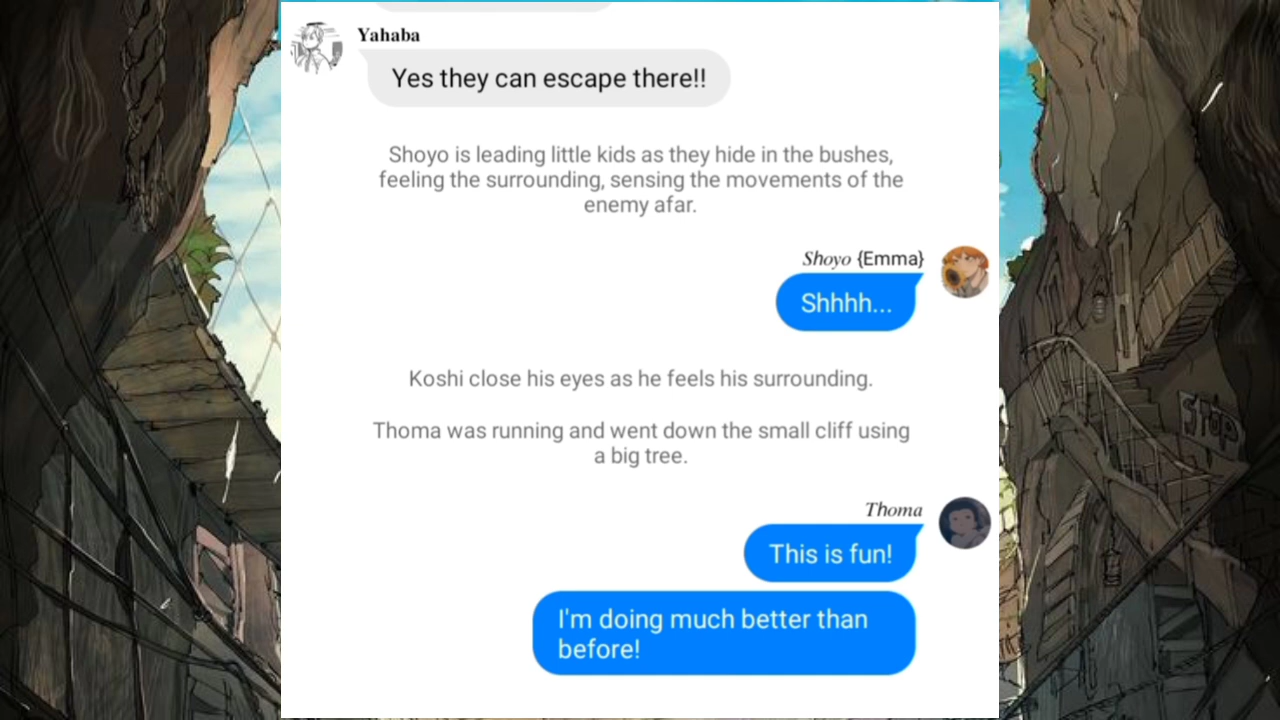 Yahaba
Yes they can escape there!!
Shoyo is leading little kids as they hide in the bushes,
feeling the surrounding, sensing the movements of the
enemy afar.
Shoyo {Emma}
Shhhh...
Koshi close his eyes as he feels his surrounding.
Thoma was running and went down the small cliff using
a big tree.
Thoma
This is fun!
I'm doing much better than
before!
STOP